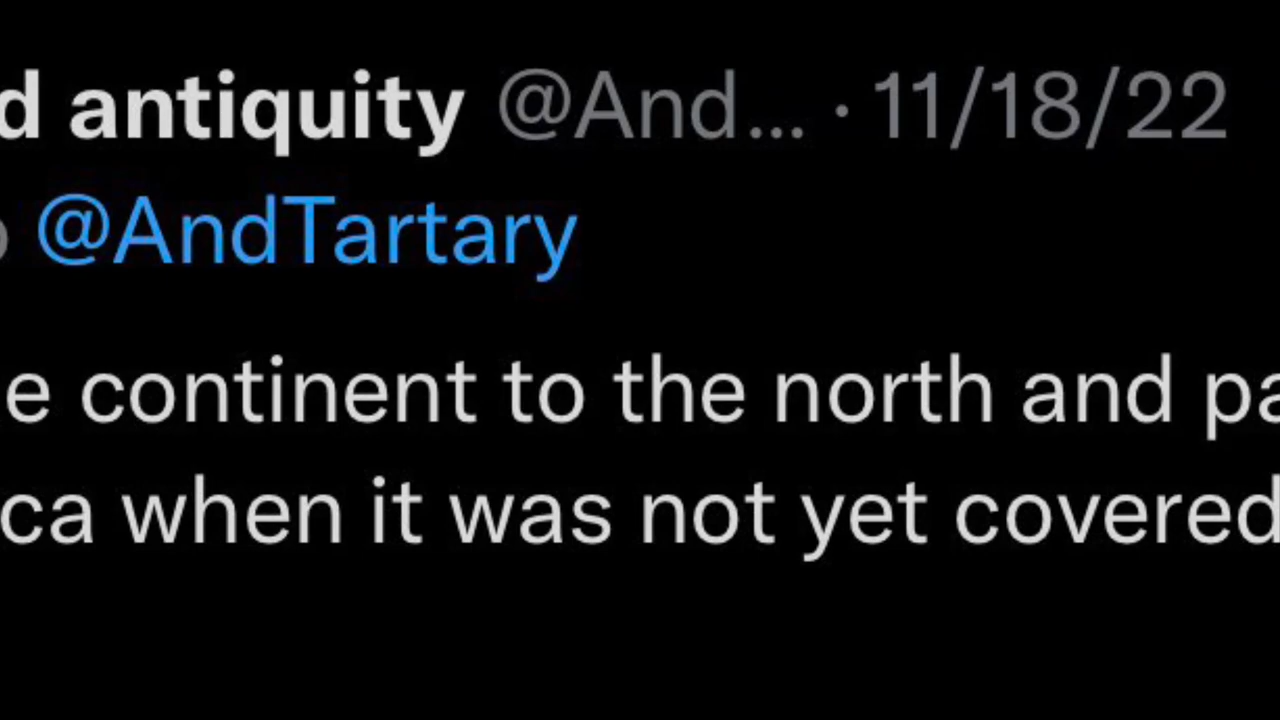 d antiquity @And... · 11/18/22
@AndTartary
e continent to the north and pa
ca when it was not yet covered